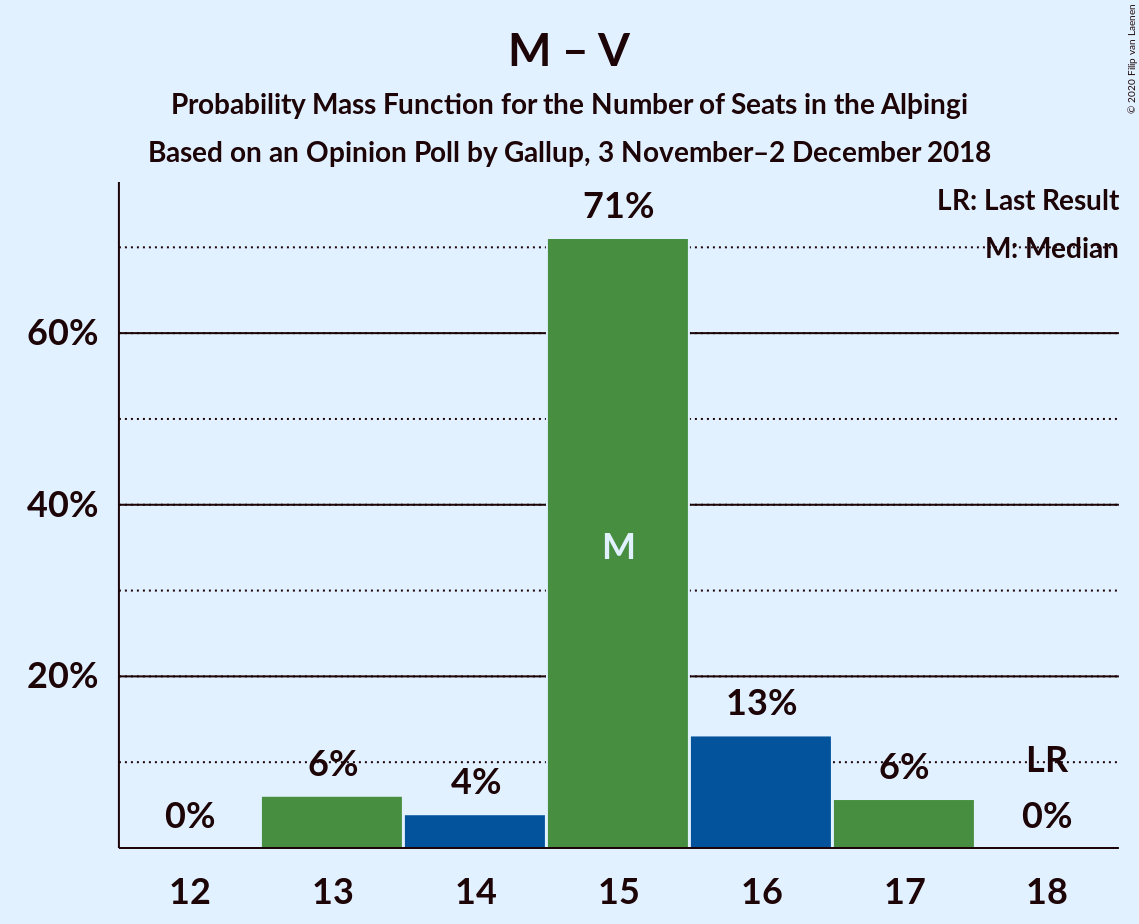 M – V
Probability Mass Function for the Number of Seats in the Alþingi
Based on an Opinion Poll by Gallup, 3 November–2 December 2018
© 2020 Filip van Laenen
LR: Last Result
M: Median
71%
60%
40%
M
20%
13%
6%
4%
6%
LR
0%
0%
12 13 14 15 16 17 18